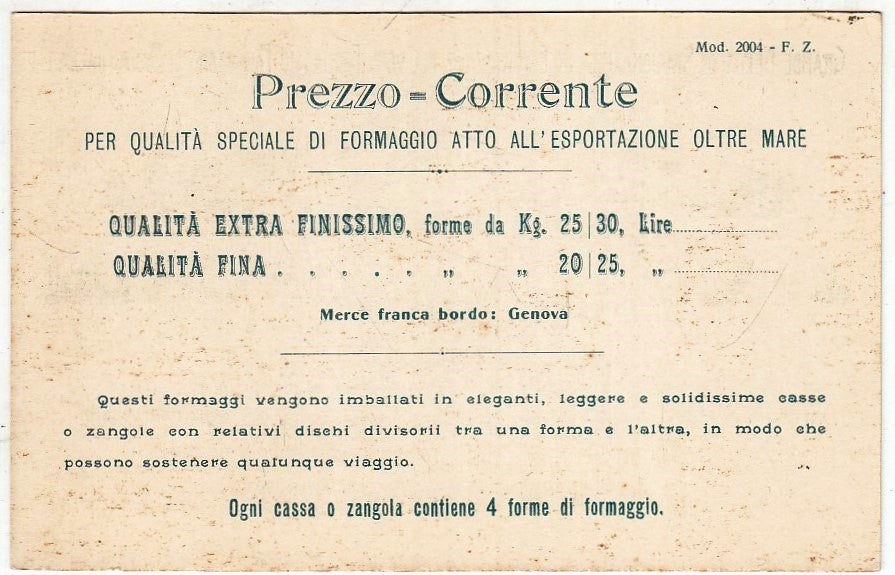 Mod. 2004 - F. Z.
Prezzo = Corrente
PER QUALITÀ SPECIALE DI FORMAGGIO ATTO ALL'ESPORTAZIONE OLTRE MARE
QUALITÀ EXTRA FINISSIMO, forme da Kg. 25 | 30, Lire....................
QUALITÀ FINA . . . . . „ „ 20 | 25, „ ....................
Merce franca bordo: Genova
Questi formaggi vengono imballati in eleganti, leggere e solidissime casse
o zangole con relativi dischi divisorii tra una forma e l'altra, in modo che
possono sostenere qualunque viaggio.
Ogni cassa o zangola contiene 4 forme di formaggio.